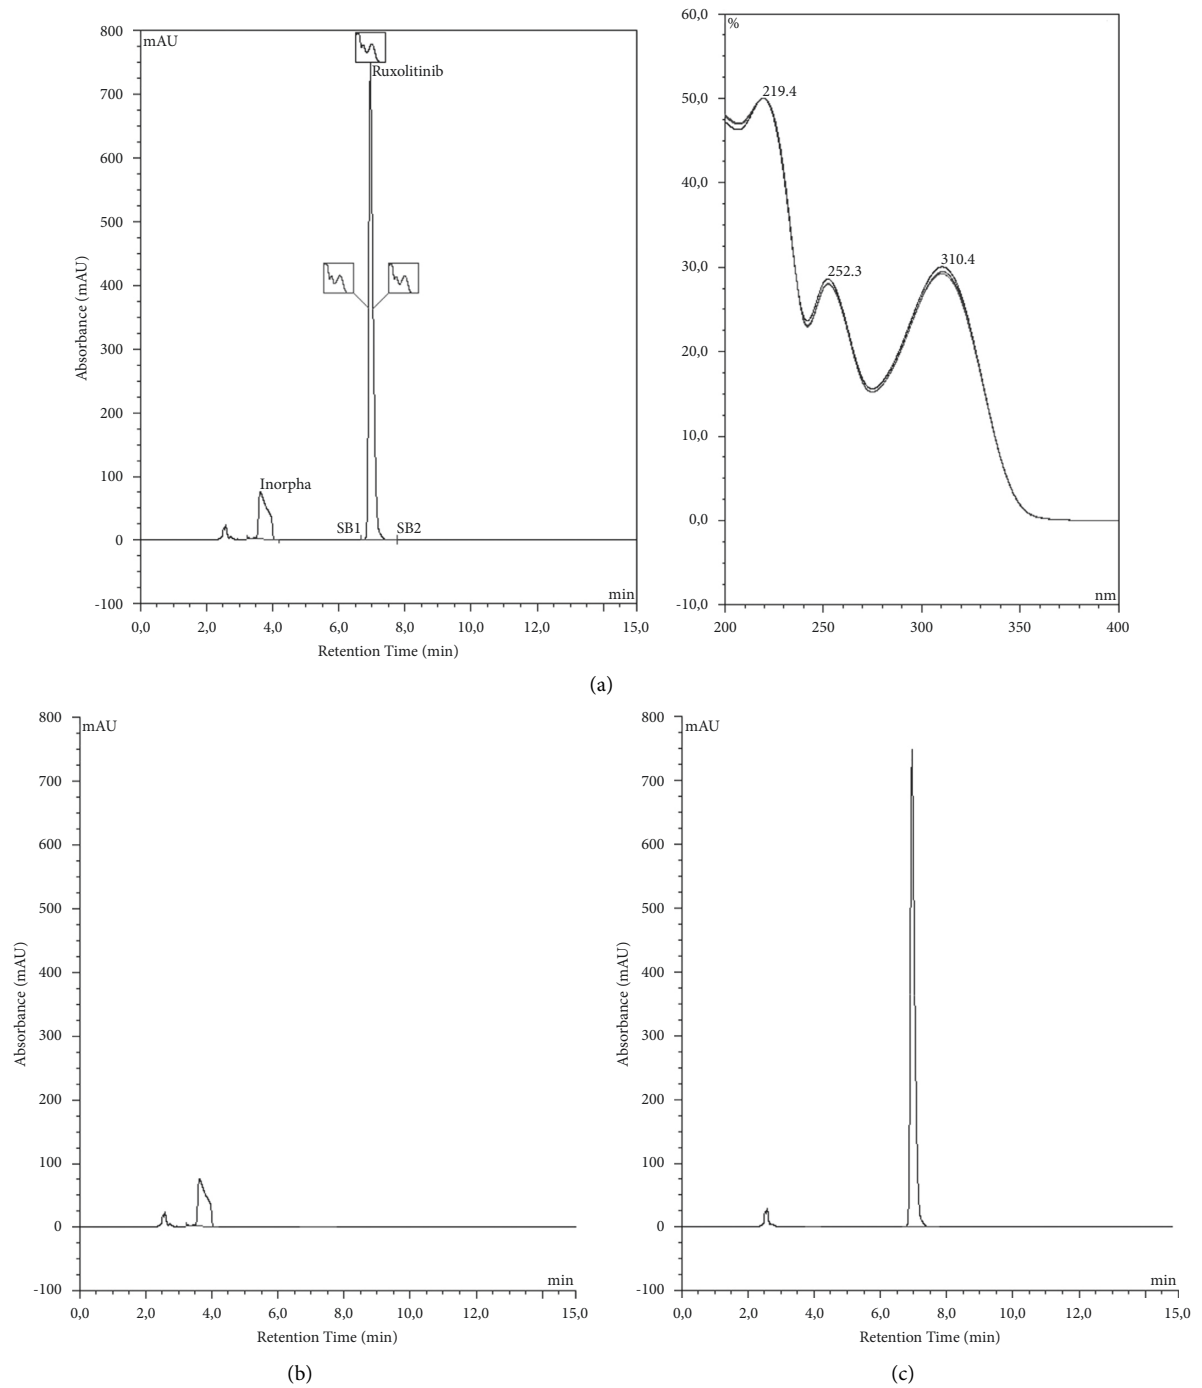 mAU
Ruxolitinib
Inorpha
SB1
SB2
min
800
700
600
500
400
300
200
100
0
-100
Absorbance (mAU)
0,0 2,0 4,0 6,0 8,0 10,0 12,0 15,0
Retention Time (min)
%
219.4
252.3
310.4
nm
60,0
50,0
40,0
30,0
20,0
10,0
0,0
-10,0
200 250 300 350 400
(a)
mAU
min
800
700
600
500
400
300
200
100
0
-100
Absorbance (mAU)
0,0 2,0 4,0 6,0 8,0 10,0 12,0 15,0
Retention Time (min)
(b)
mAU
min
800
700
600
500
400
300
200
100
0
-100
Absorbance (mAU)
0,0 2,0 4,0 6,0 8,0 10,0 12,0 15,0
Retention Time (min)
(c)